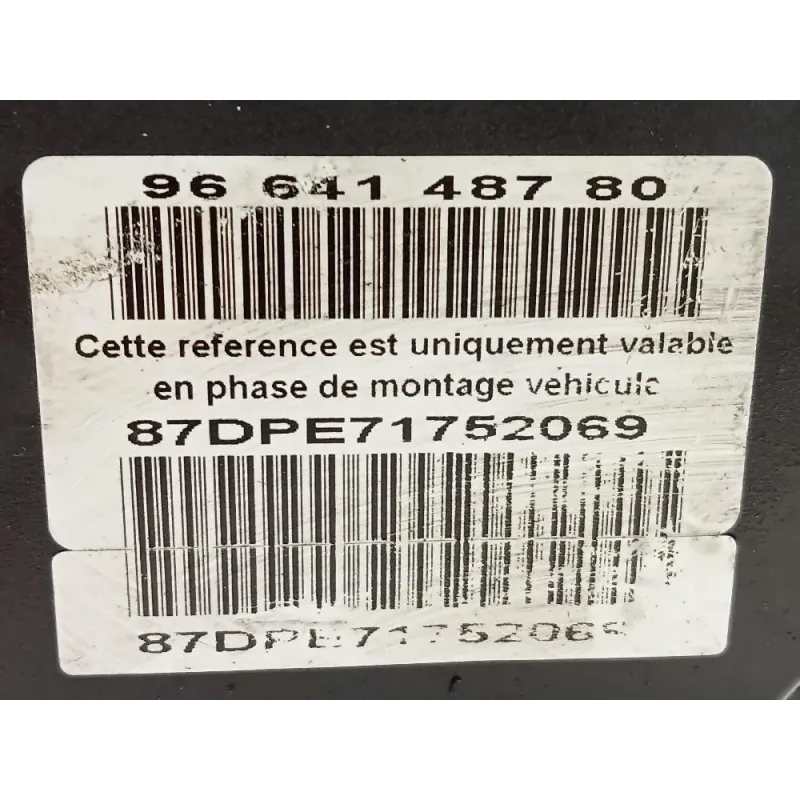 96 641 487 80
Cette reference est uniquement valable
en phase de montage vehicule
87DPE71752069
87DPE71752069